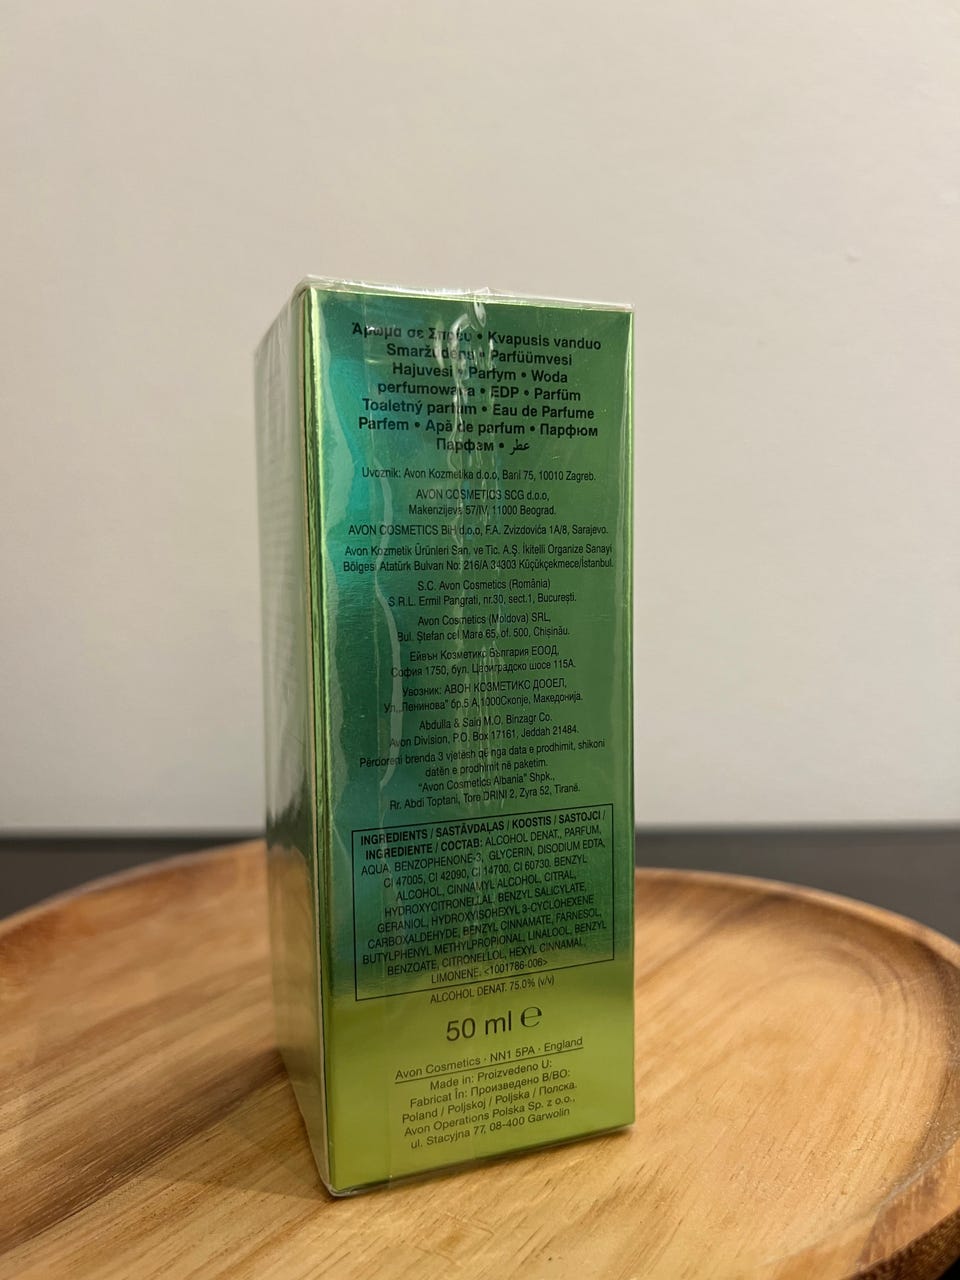 Άρωμα σε Σπρέυ • Kvapusis vanduo
Smaržūdens • Parfüümvesi
Hajuvesi • Parfym • Woda
perfumowana • EDP • Parfüm
Toaletný parfum • Eau de Parfume
Parfem • Apă de parfum • Парфюм
Парфэм • عطر
Uvoznik: Avon Kozmetika d.o.o, Bani 75, 10010 Zagreb.
AVON COSMETICS SCG d.o.o,
Makenzijeva 57/IV, 11000 Beograd.
AVON COSMETICS BiH d.o.o, F.A. Zvizdovića 1A/8, Sarajevo.
Avon Kozmetik Ürünleri San. ve Tic. A.Ş. İkitelli Organize Sanayi
Bölgesi Atatürk Bulvarı No: 216/A 34303 Küçükçekmece/İstanbul.
S.C. Avon Cosmetics (România)
S.R.L. Ermil Pangrati, nr.30, sect.1, Bucureşti.
Avon Cosmetics (Moldova) SRL,
Bul. Ştefan cel Mare 65, of. 500, Chişinău.
Ейвън Козметикс България ЕООД,
София 1750, бул. Цариградско шосе 115А.
Увозник: АВОН КОЗМЕТИКС ДООЕЛ,
Ул.„Ленинова" бр.5 А,1000Скопје, Македонија.
Abdulla & Said M.O. Binzagr Co.
Avon Division, P.O. Box 17161, Jeddah 21484.
Përdoreni brenda 3 vjetësh që nga data e prodhimit, shikoni
datën e prodhimit në paketim.
"Avon Cosmetics Albania" Shpk.,
Rr. Abdi Toptani, Tore DRINI 2, Zyra 52, Tiranë.
INGREDIENTS / SASTĀVDAĻAS / KOOSTIS / SASTOJCI /
INGREDIENTE / СОСТАВ: ALCOHOL DENAT., PARFUM,
AQUA, BENZOPHENONE-3, GLYCERIN, DISODIUM EDTA,
CI 47005, CI 42090, CI 14700, CI 60730. BENZYL
ALCOHOL, CINNAMYL ALCOHOL, CITRAL,
HYDROXYCITRONELLAL, BENZYL SALICYLATE,
GERANIOL, HYDROXYISOHEXYL 3-CYCLOHEXENE
CARBOXALDEHYDE, BENZYL CINNAMATE, FARNESOL,
BUTYLPHENYL METHYLPROPIONAL, LINALOOL, BENZYL
BENZOATE, CITRONELLOL, HEXYL CINNAMAL,
LIMONENE. <1001786-006>
ALCOHOL DENAT. 75.0% (v/v)
50 ml ℮
Avon Cosmetics · NN1 5PA · England
Made in: Proizvedeno U:
Fabricat În: Произведено В/ВО:
Poland / Poljskoj / Poljska / Полска.
Avon Operations Polska Sp. z o.o.,
ul. Stacyjna 77, 08-400 Garwolin